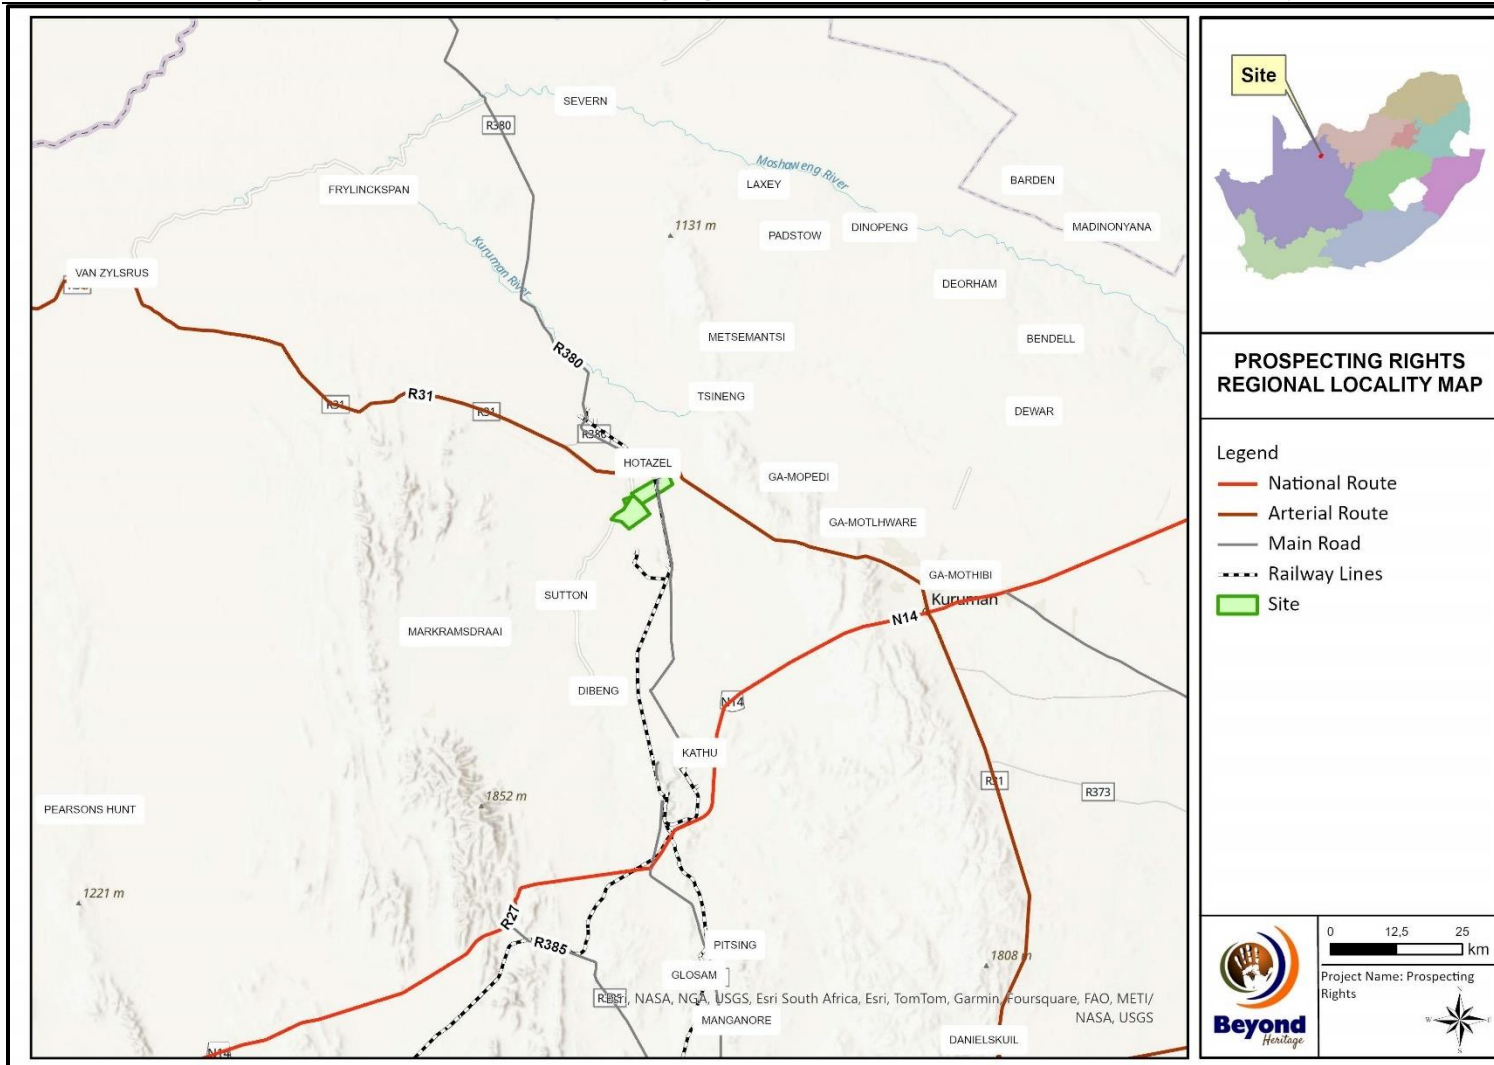 SEVERN
R380
Moshaweng River
LAXEY
BARDEN
FRYLINCKSPAN
1131 m
PADSTOW
DINOPENG
MADINONYANA
Kuruman River
VAN ZYLSRUS
DEORHAM
METSEMANTSI
BENDELL
R380
R31
R31
R31
TSINENG
DEWAR
R380
HOTAZEL
GA-MOPEDI
GA-MOTLHWARE
GA-MOTHIBI
Kuruman
SUTTON
N14
MARKRAMSDRAAI
DIBENG
N14
KATHU
R31
R373
1852 m
PEARSONS HUNT
1221 m
R27
R385
PITSING
1808 m
GLOSAM
R385
Esri, NASA, NGA, USGS, Esri South Africa, Esri, TomTom, Garmin, Foursquare, FAO, METI/
NASA, USGS
MANGANORE
DANIELSKUIL
N14
Site
PROSPECTING RIGHTS
REGIONAL LOCALITY MAP
Legend
National Route
Arterial Route
Main Road
Railway Lines
Site
Beyond
Heritage
0 12,5 25
km
Project Name: Prospecting
Rights
N
W E
S